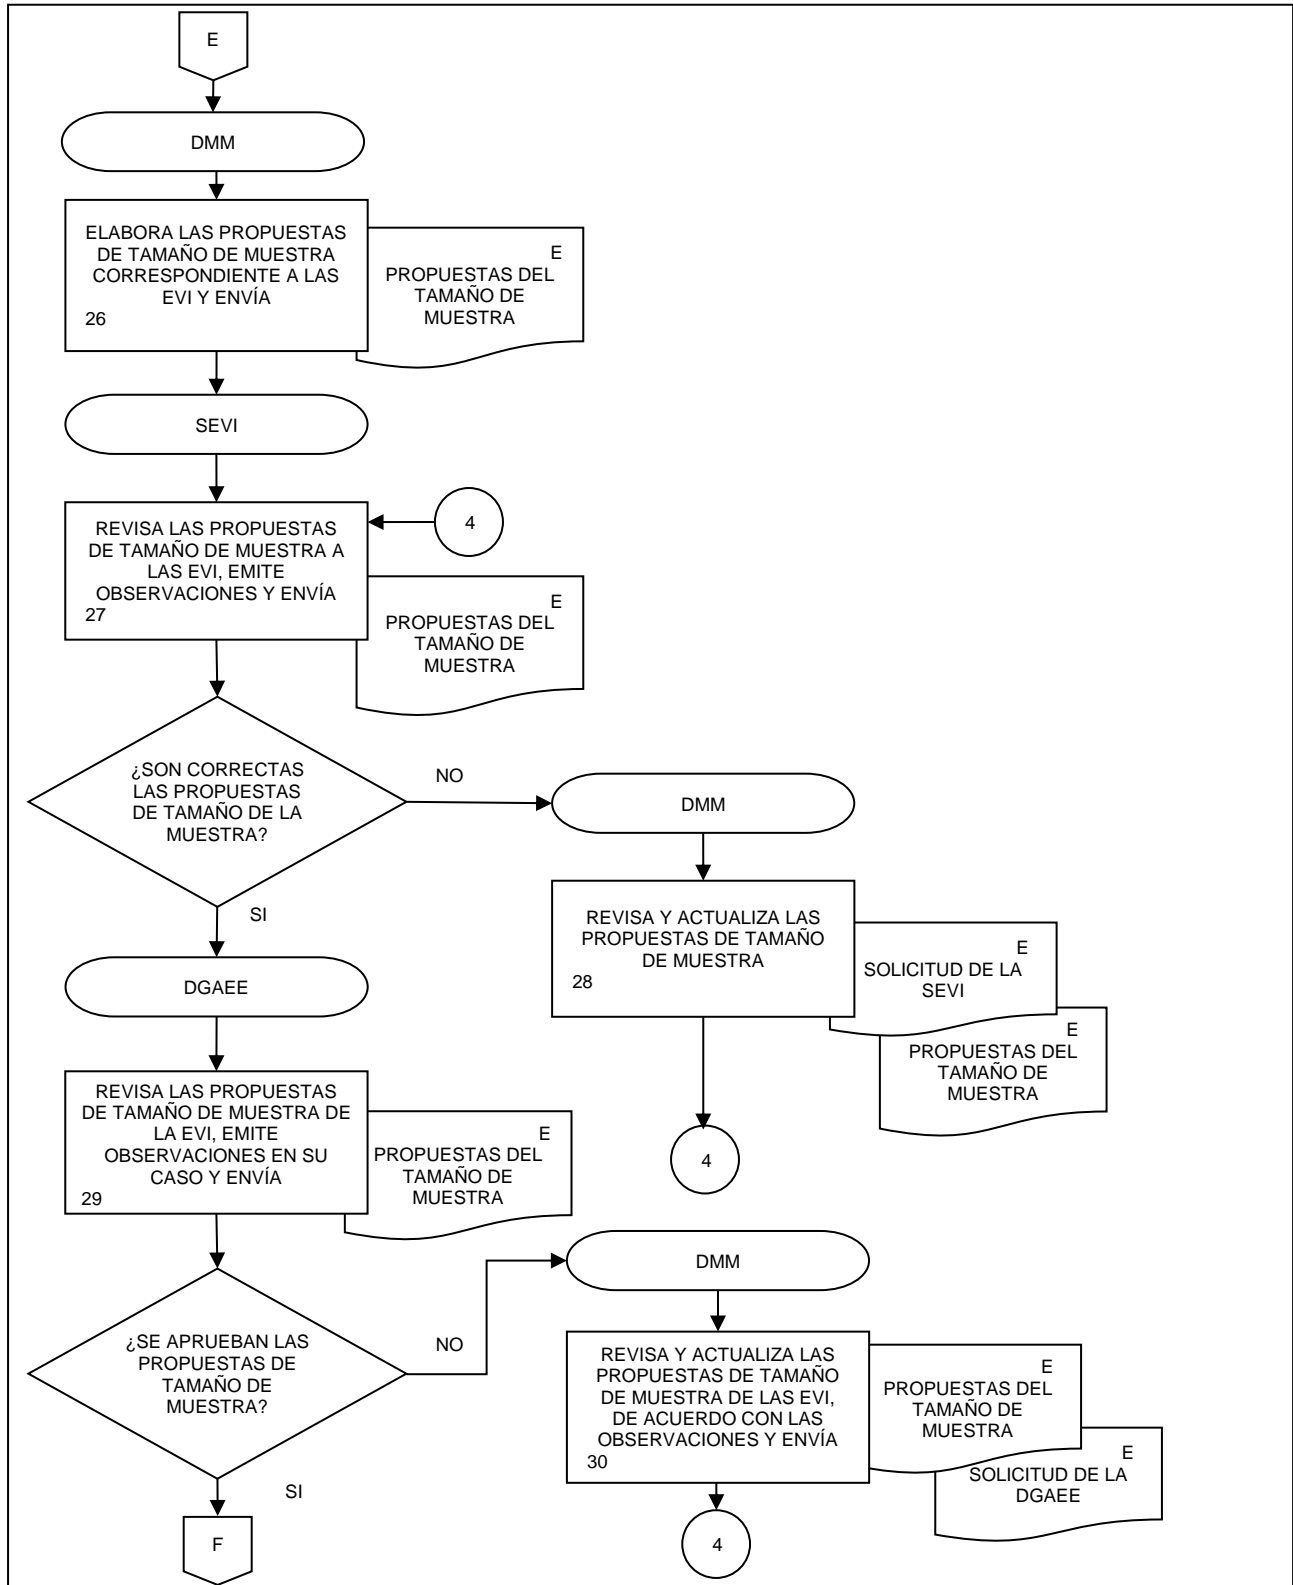 E
DMM
ELABORA LAS PROPUESTAS
DE TAMAÑO DE MUESTRA
CORRESPONDIENTE A LAS
EVI Y ENVÍA
26
E
PROPUESTAS DEL
TAMAÑO DE
MUESTRA
SEVI
REVISA LAS PROPUESTAS
DE TAMAÑO DE MUESTRA A
LAS EVI, EMITE
OBSERVACIONES Y ENVÍA
27
4
E
PROPUESTAS DEL
TAMAÑO DE
MUESTRA
¿SON CORRECTAS
LAS PROPUESTAS
DE TAMAÑO DE LA
MUESTRA?
NO
SI
DMM
REVISA Y ACTUALIZA LAS
PROPUESTAS DE TAMAÑO
DE MUESTRA
28
E
SOLICITUD DE LA
SEVI
E
PROPUESTAS DEL
TAMAÑO DE
MUESTRA
4
DGAEE
REVISA LAS PROPUESTAS
DE TAMAÑO DE MUESTRA DE
LA EVI, EMITE
OBSERVACIONES EN SU
CASO Y ENVÍA
29
E
PROPUESTAS DEL
TAMAÑO DE
MUESTRA
¿SE APRUEBAN LAS
PROPUESTAS DE
TAMAÑO DE
MUESTRA?
NO
SI
DMM
REVISA Y ACTUALIZA LAS
PROPUESTAS DE TAMAÑO
DE MUESTRA DE LAS EVI,
DE ACUERDO CON LAS
OBSERVACIONES Y ENVÍA
30
E
PROPUESTAS DEL
TAMAÑO DE
MUESTRA
E
SOLICITUD DE LA
DGAEE
4
F